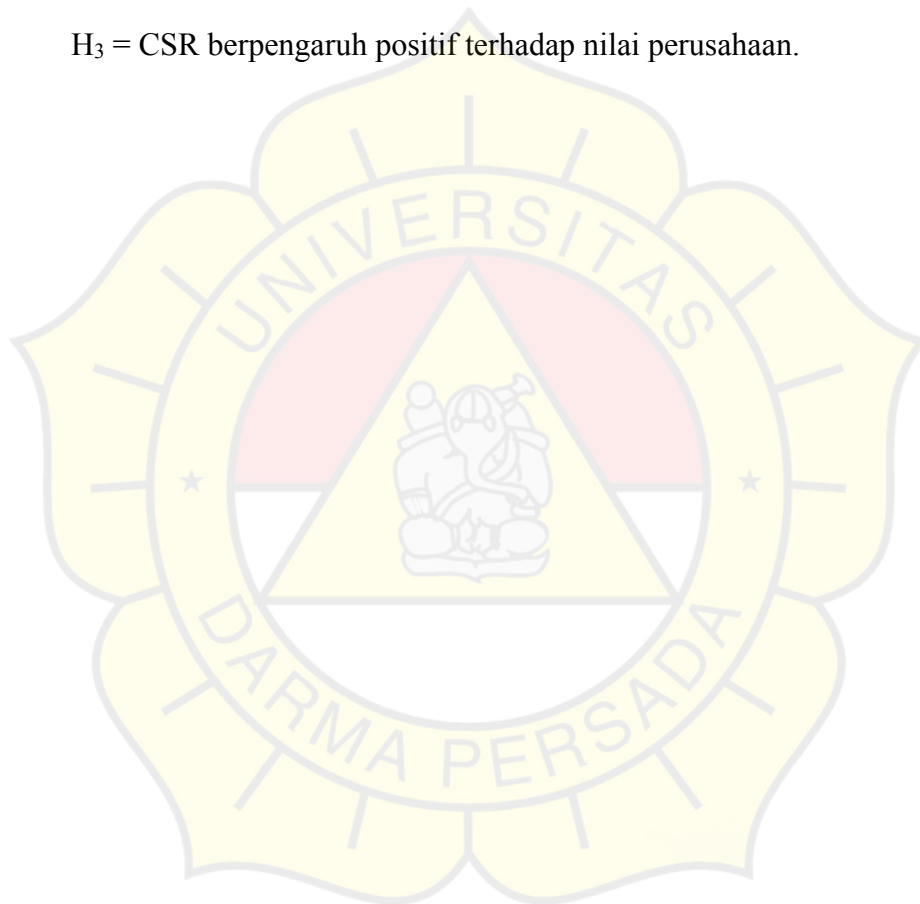 H₃ = CSR berpengaruh positif terhadap nilai perusahaan.
UNIVERSITAS
DARMA PERSADA